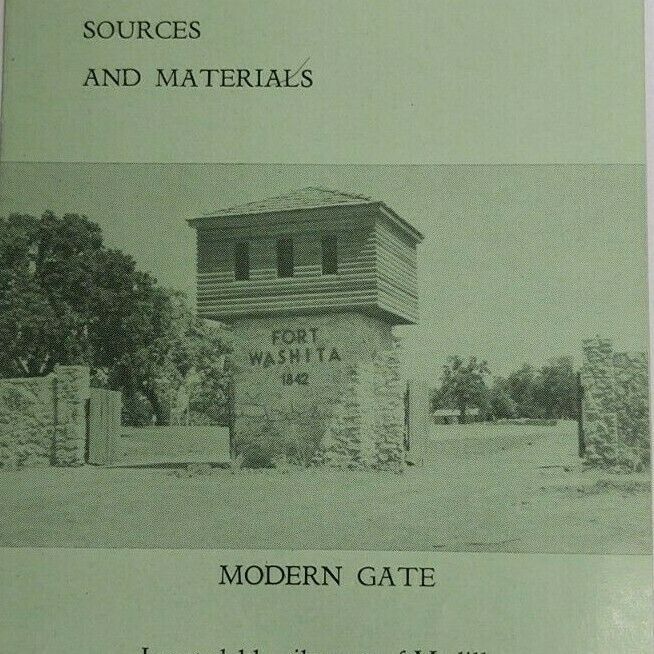 SOURCES
AND MATERIALS
FORT
WASHITA
1842
MODERN GATE